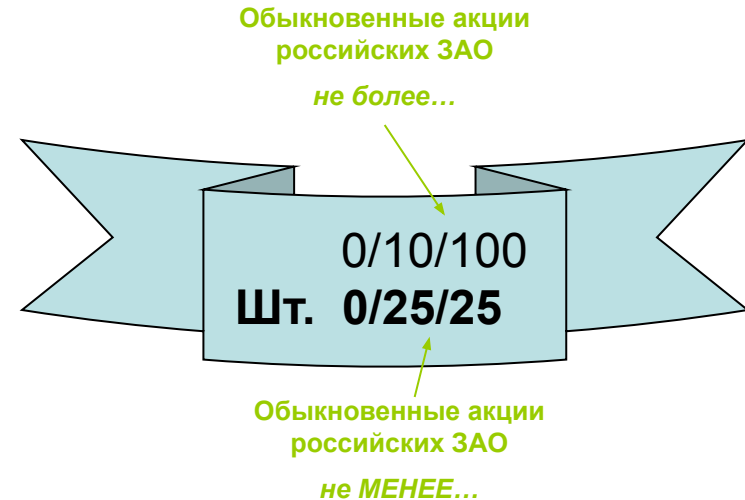 Обыкновенные акции
российских ЗАО
не более…
0/10/100
Шт. 0/25/25
Обыкновенные акции
российских ЗАО
не МЕНЕЕ…